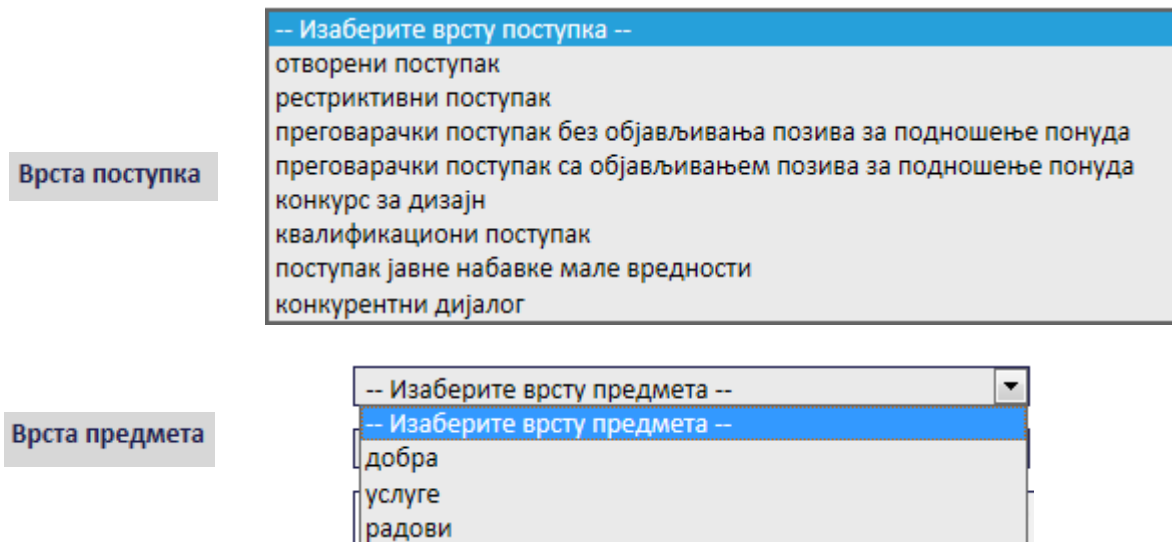 -- Изаберите врсту поступка --
отворени поступак
рестриктивни поступак
преговарачки поступак без објављивања позива за подношење понуда
Врста поступка
преговарачки поступак са објављивањем позива за подношење понуда
конкурс за дизајн
квалификациони поступак
поступак јавне набавке мале вредности
конкурентни дијалог
-- Изаберите врсту предмета --
Врста предмета
-- Изаберите врсту предмета --
добра
услуге
радови